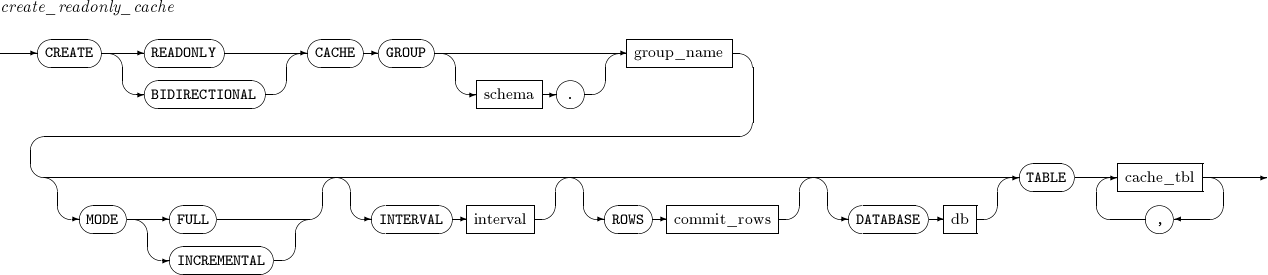 create_readonly_cache
CREATE READONLY CACHE GROUP group_name
BIDIRECTIONAL schema .
TABLE cache_tbl
MODE FULL INTERVAL interval ROWS commit_rows DATABASE db ,
INCREMENTAL